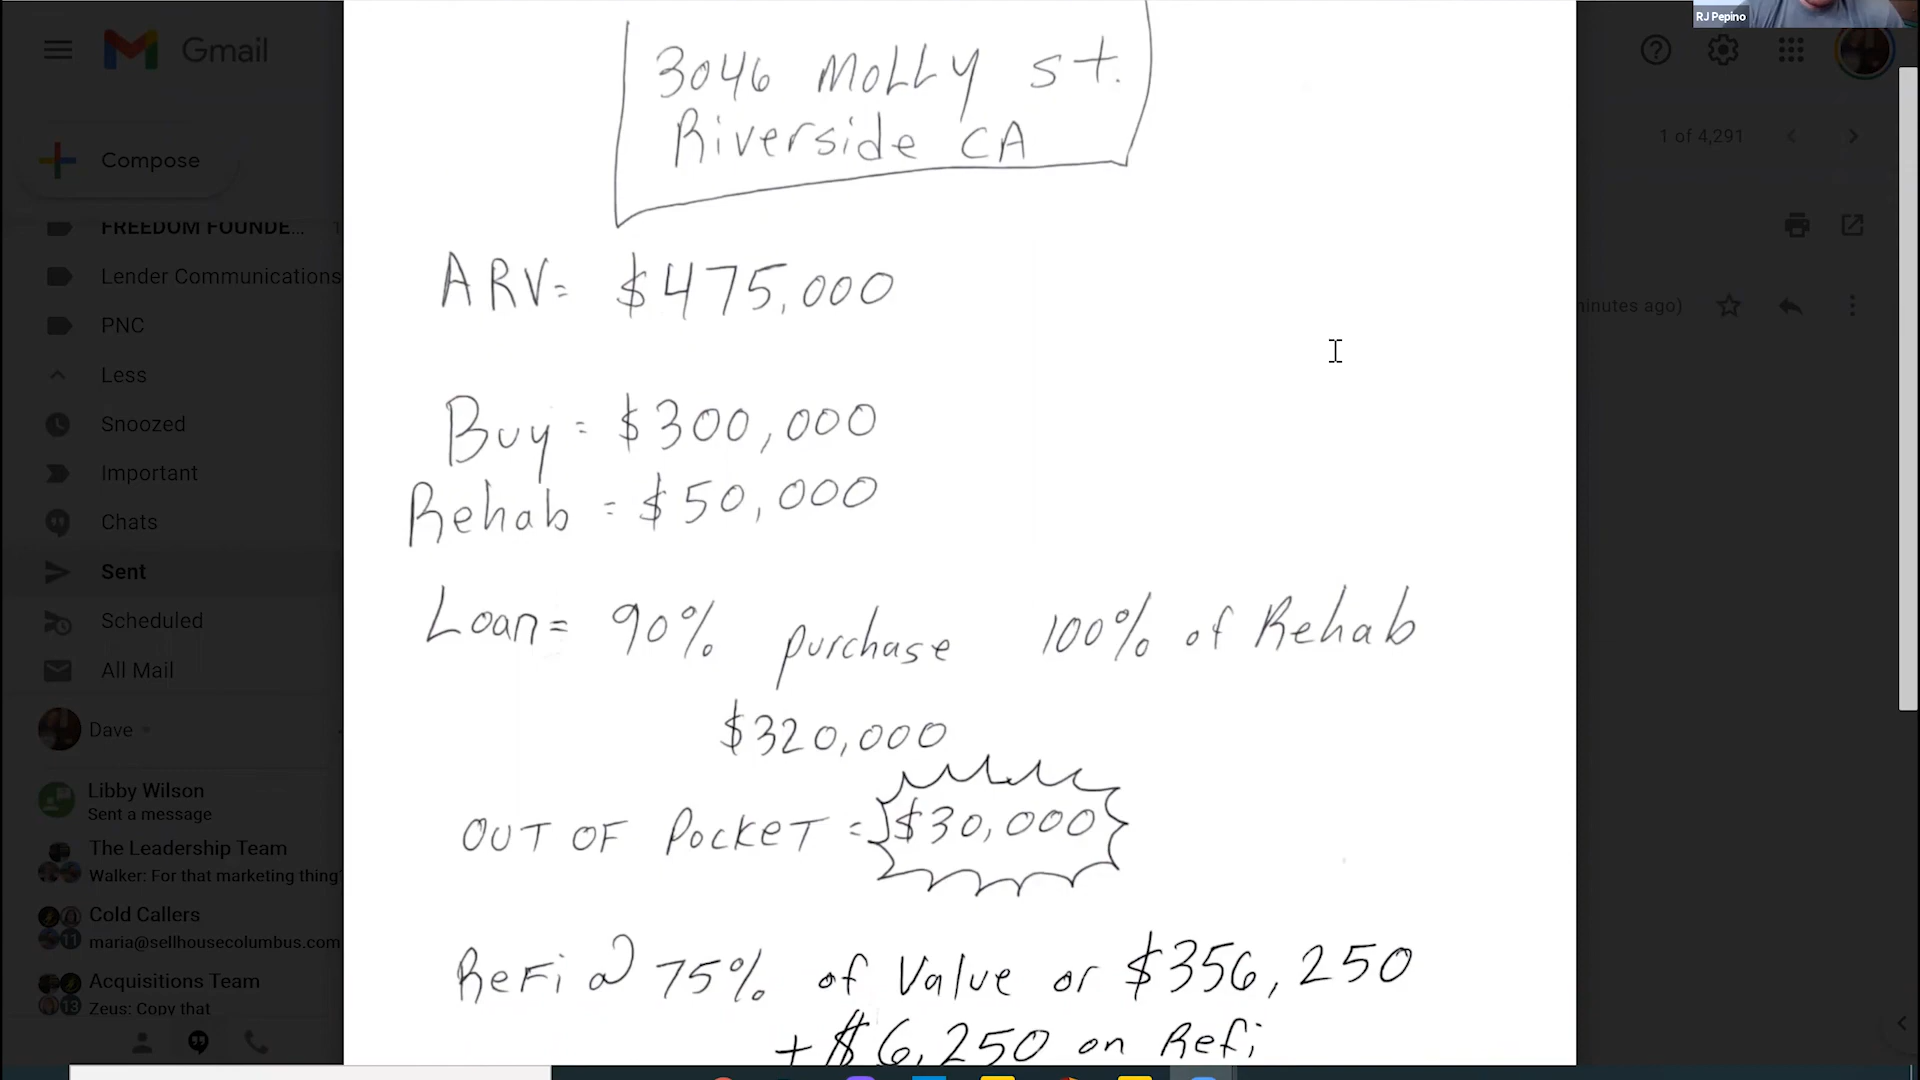 RJ Pepino
3046 MOLLY St.
Riverside CA
Gmail
1 of 4,291
Compose
ARV= $475,000
FREEDOM FOUNDE...
Lender Communications
PNC
inutes ago)
Less
Buy = $300,000
Snoozed
Important
Rehab = $50,000
Chats
Sent
Loan= 90% purchase 100% of Rehab
Scheduled
All Mail
$320,000
Dave
Libby Wilson
Sent a message
OUT OF POCKET = $30,000
The Leadership Team
Walker: For that marketing thing
Cold Callers
11
maria@sellhousecolumbus.com
ReFi @ 75% of Value or $356,250
Acquisitions Team
13
Zeus: Copy that
+ $6,250 on Refi